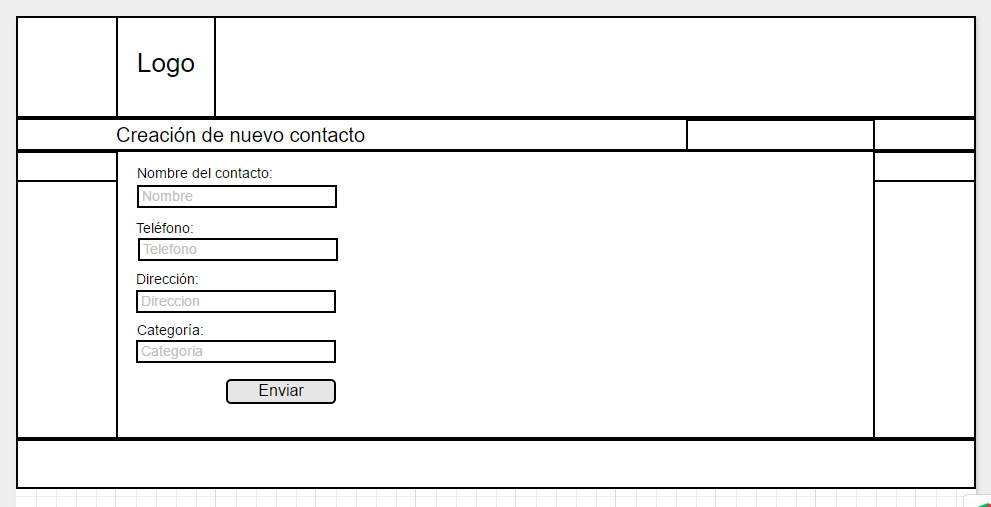 Logo
Creación de nuevo contacto
Nombre del contacto:
Nombre
Teléfono:
Telefono
Dirección:
Direccion
Categoría:
Categoria
Enviar